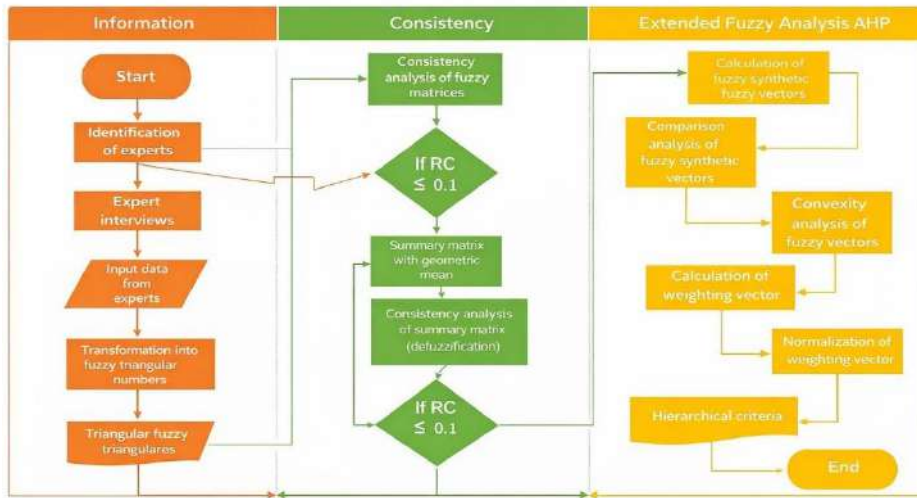 Information
Consistency
Extended Fuzzy Analysis AHP
Start
Identification
of experts
Expert
interviews
Input data
from
experts
Transformation into
fuzzy triangular
numbers
Triangular fuzzy
triangulares
Consistency
analysis of fuzzy
matrices
If RC
≤ 0.1
Summary matrix
with geometric
mean
Consistency analysis
of summary matrix
(defuzzification)
If RC
≤ 0.1
Calculation of
fuzzy synthetic
fuzzy vectors
Comparison
analysis of
fuzzy synthetic
vectors
Convexity
analysis of
fuzzy vectors
Calculation of
weighting vector
Normalization of
weighting vector
Hierarchical criteria
End